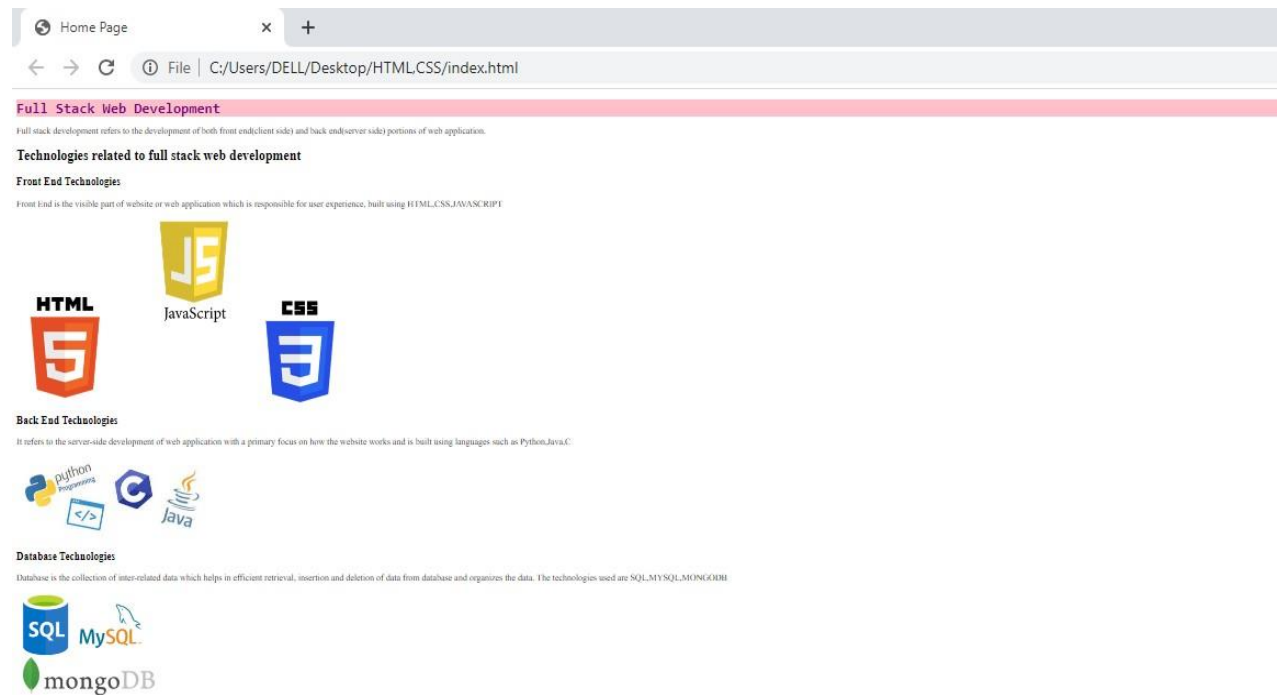 Home Page
File | C:/Users/DELL/Desktop/HTML,CSS/index.html
Full Stack Web Development
Full stack development refers to the development of both front end(client side) and back end(server side) portions of web application.
Technologies related to full stack web development
Front End Technologies
Front End is the visible part of website or web application which is responsible for user experience, built using HTML,CSS,JAVASCRIPT
HTML
5
JS
JavaScript
CSS
3
Back End Technologies
It refers to the server-side development of web application with a primary focus on how the website works and is built using languages such as Python,Java,C
python
Programming
</>
C
Java
Database Technologies
Database is the collection of inter-related data which helps in efficient retrieval, insertion and deletion of data from database and organizes the data. The technologies used are SQL,MYSQL,MONGODB
SQL
MySQL
mongoDB